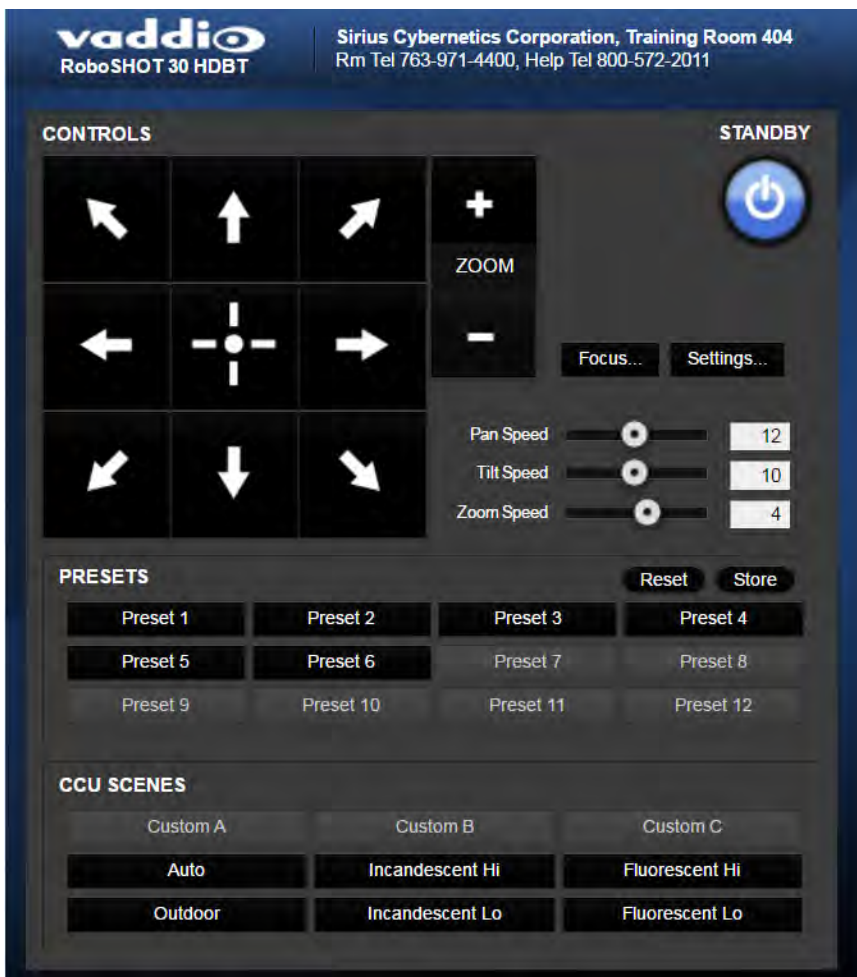 vaddio
RoboSHOT 30 HDBT
Sirius Cybernetics Corporation, Training Room 404
Rm Tel 763-971-4400, Help Tel 800-572-2011
CONTROLS
STANDBY
+
ZOOM
-
Focus...
Settings...
Pan Speed 12
Tilt Speed 10
Zoom Speed 4
PRESETS
Reset
Store
Preset 1 Preset 2 Preset 3 Preset 4
Preset 5 Preset 6 Preset 7 Preset 8
Preset 9 Preset 10 Preset 11 Preset 12
CCU SCENES
Custom A Custom B Custom C
Auto Incandescent Hi Fluorescent Hi
Outdoor Incandescent Lo Fluorescent Lo